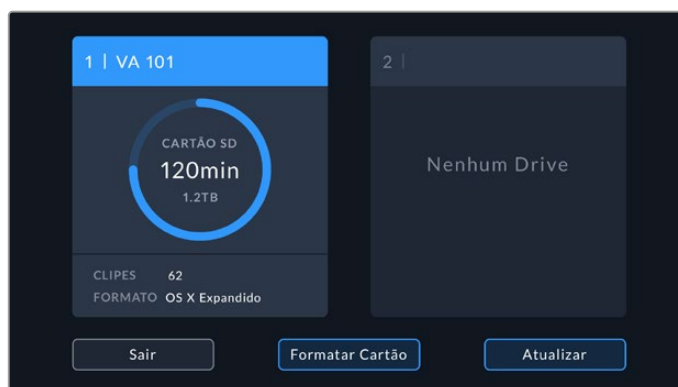 1 | VA 101
CARTÃO SD
120min
1.2TB
CLIPES 62
FORMATO OS X Expandido
2 |
Nenhum Drive
Sair
Formatar Cartão
Atualizar